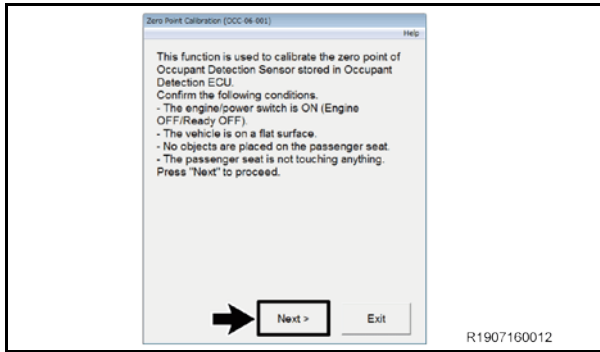 Zero Point Calibration (OCC-06-001)
Help
This function is used to calibrate the zero point of
Occupant Detection Sensor stored in Occupant
Detection ECU.
Confirm the following conditions.
- The engine/power switch is ON (Engine
OFF/Ready OFF).
- The vehicle is on a flat surface.
- No objects are placed on the passenger seat.
- The passenger seat is not touching anything.
Press "Next" to proceed.
Next >
Exit
R1907160012